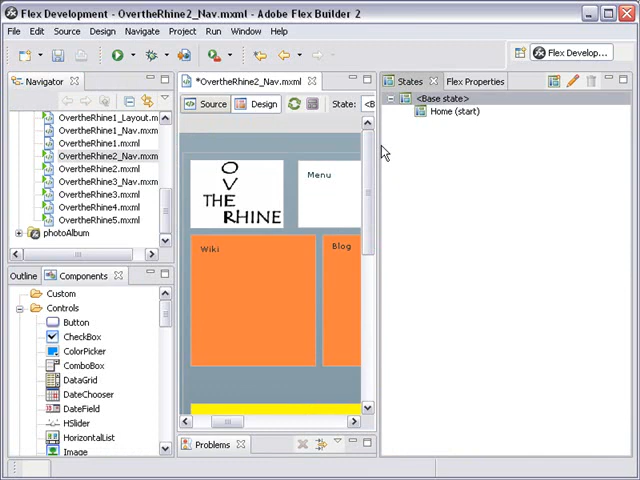 Flex Development - OvertheRhine2_Nav.mxml - Adobe Flex Builder 2
File Edit Source Design Navigate Project Run Window Help
Flex Develop...
Navigator
*OvertheRhine2_Nav.mxml
States Flex Properties
Source Design State: <B
OvertheRhine1_Layout.m
OvertheRhine1_Nav.mxm
OvertheRhine1.mxml
OvertheRhine2_Nav.mxm
OvertheRhine2.mxml
OvertheRhine3_Nav.mxm
OvertheRhine3.mxml
OvertheRhine4.mxml
OvertheRhine5.mxml
photoAlbum
<Base state>
Home (start)
OVER
THE RHINE
Menu
Wiki
Blog
Outline Components
Custom
Controls
Button
CheckBox
ColorPicker
ComboBox
DataGrid
DateChooser
DateField
HSlider
HorizontalList
Image
Problems